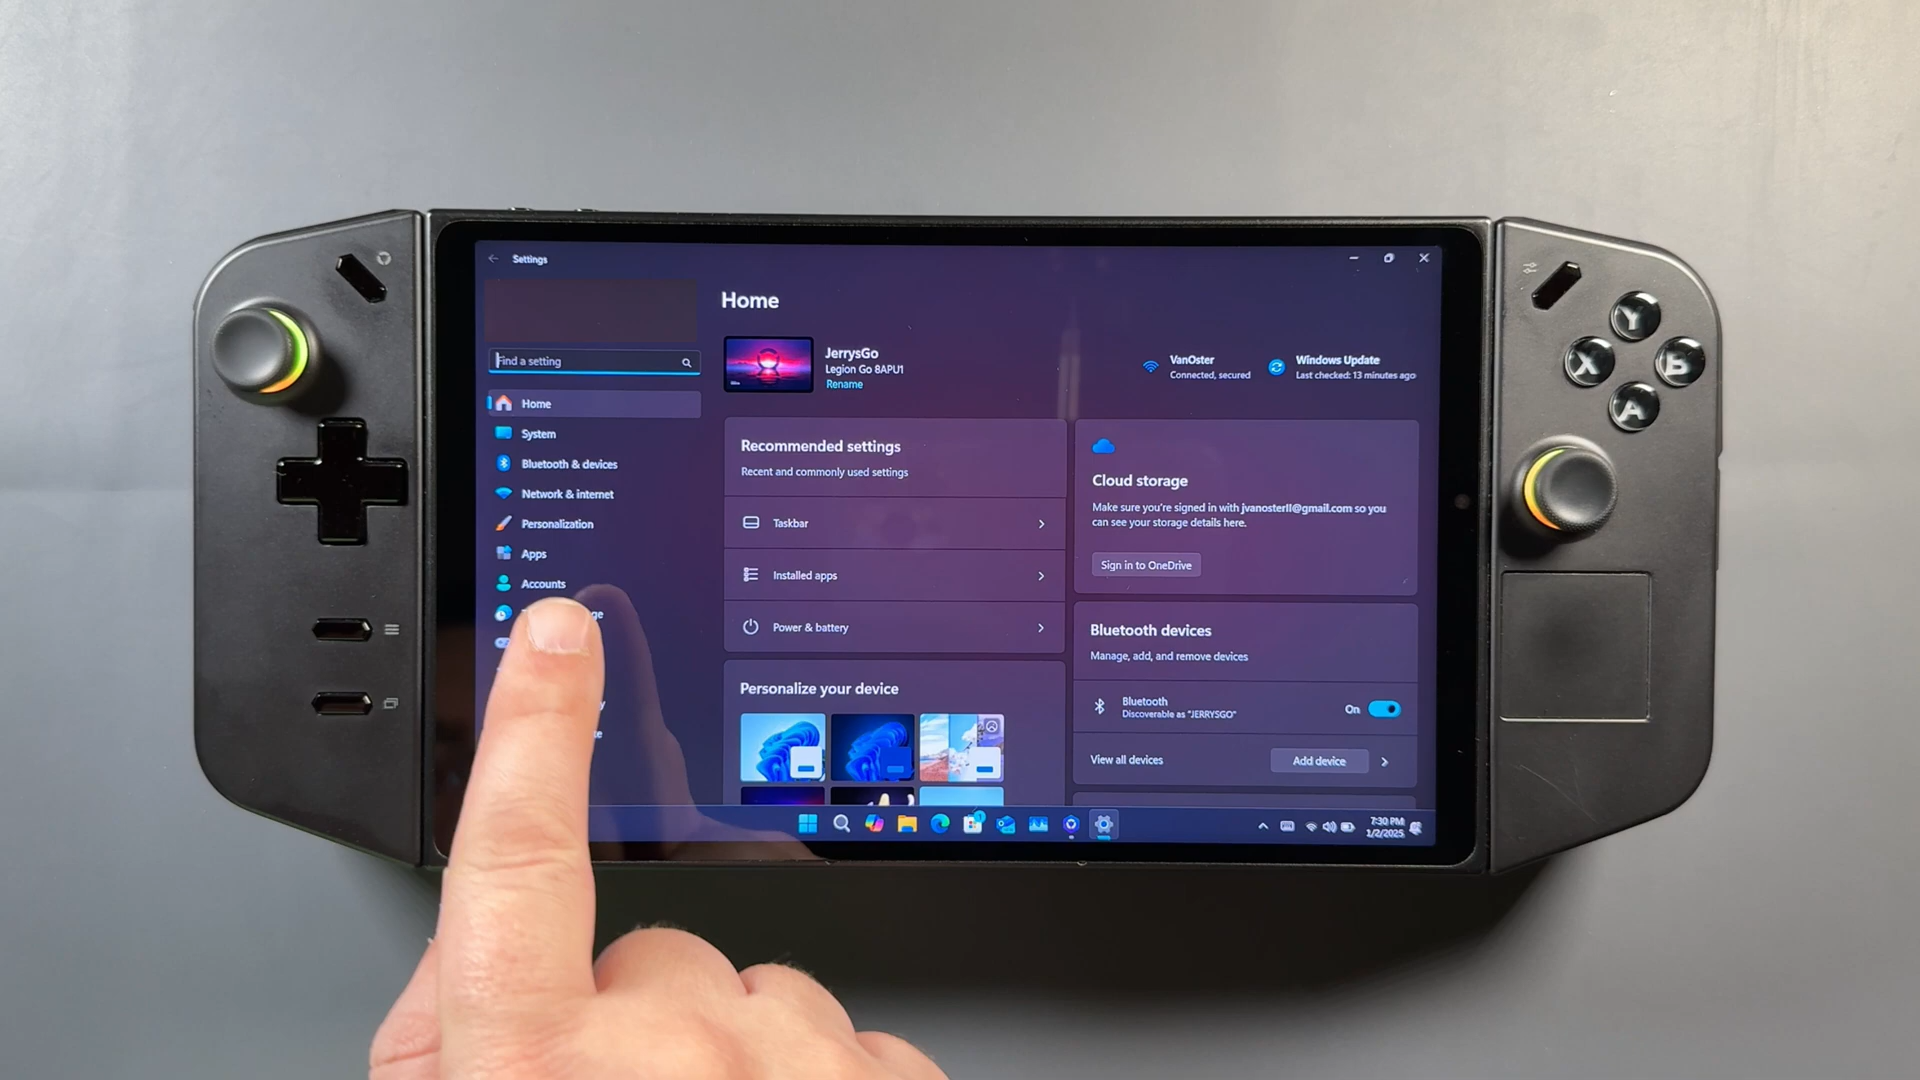 Settings
Find a setting
Home
System
Bluetooth & devices
Network & internet
Personalization
Apps
Accounts
Home
JerrysGo
Legion Go 8APU1
Rename
VanOster
Connected, secured
Windows Update
Last checked: 13 minutes ago
Recommended settings
Recent and commonly used settings
Taskbar
Installed apps
Power & battery
Personalize your device
Cloud storage
Make sure you're signed in with jvanosterII@gmail.com so you
can see your storage details here.
Sign in to OneDrive
Bluetooth devices
Manage, add, and remove devices
Bluetooth
Discoverable as "JERRYSGO"
On
View all devices
Add device
7:30 PM
1/2/2025
Y
X
B
A